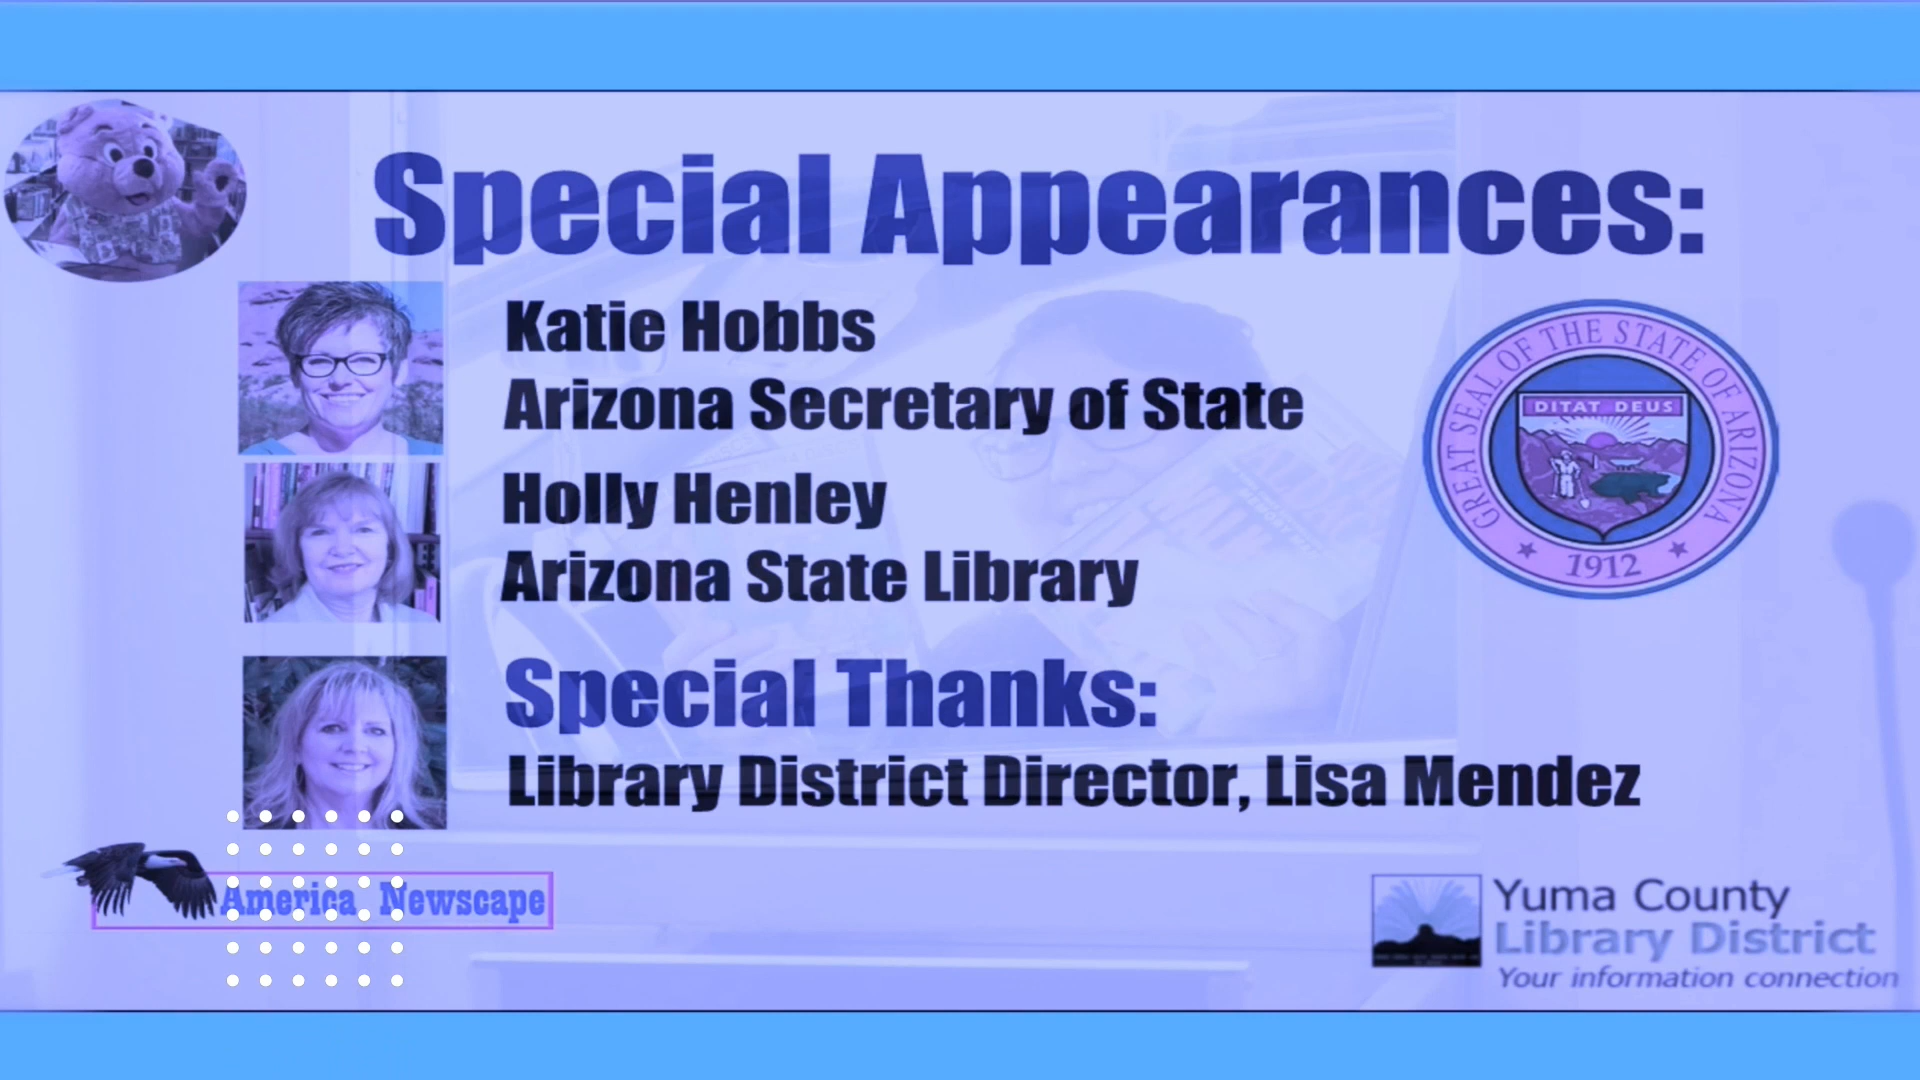 Special Appearances:
Katie Hobbs
Arizona Secretary of State
Holly Henley
Arizona State Library
GREAT SEAL OF THE STATE OF ARIZONA
DITAT DEUS
1912
Special Thanks:
Library District Director, Lisa Mendez
America Newscape
Yuma County
Library District
Your information connection